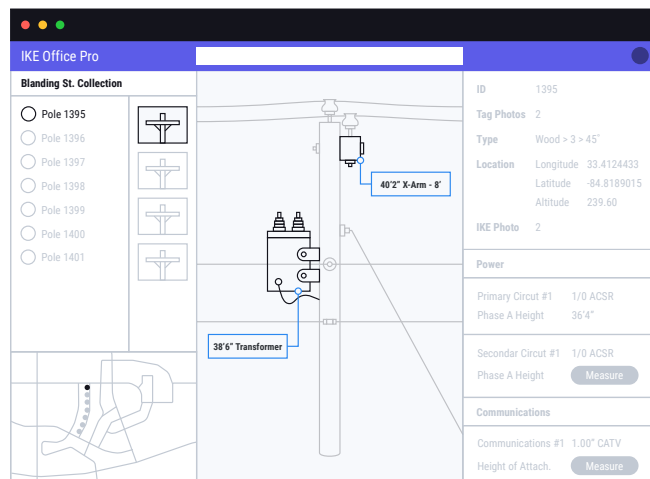 IKE Office Pro
Blanding St. Collection
Pole 1395
Pole 1396
Pole 1397
Pole 1398
Pole 1399
Pole 1400
Pole 1401
40'2” X-Arm - 8'
38'6” Transformer
ID 1395
Tag Photos 2
Type Wood > 3 > 45'
Location Longitude 33.4124433
Latitude -84.8189015
Altitude 239.60
IKE Photo 2
Power
Primary Circut #1 1/0 ACSR
Phase A Height 36'4”
Secondar Circut #1 1/0 ACSR
Phase A Height Measure
Communications
Communications #1 1.00” CATV
Height of Attach. Measure